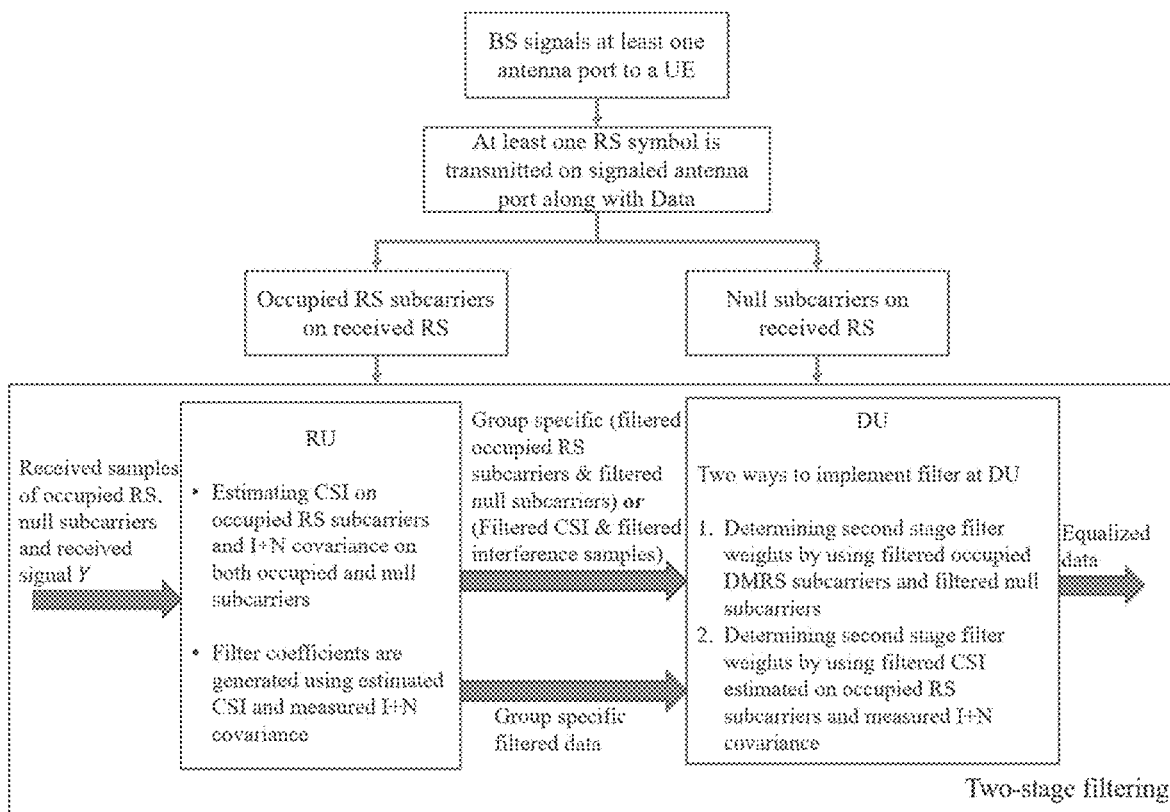 BS signals at least one
antenna port to a UE
At least one RS symbol is
transmitted on signaled antenna
port along with Data
Occupied RS subcarriers
on received RS
Null subcarriers on
received RS
Received samples
of occupied RS,
null subcarriers
and received
signal Y
RU
• Estimating CSI on
occupied RS subcarriers
and I+N covariance on
both occupied and null
subcarriers
• Filter coefficients are
generated using estimated
CSI and measured I+N
covariance
Group specific (filtered
occupied RS
subcarriers & filtered
null subcarriers) or
(Filtered CSI & filtered
interference samples)
Group specific
filtered data
DU
Two ways to implement filter at DU
1. Determining second stage filter
weights by using filtered occupied
DMRS subcarriers and filtered null
subcarriers
2. Determining second stage filter
weights by using filtered CSI
estimated on occupied RS
subcarriers and measured I+N
covariance
Equalized
data
Two-stage filtering